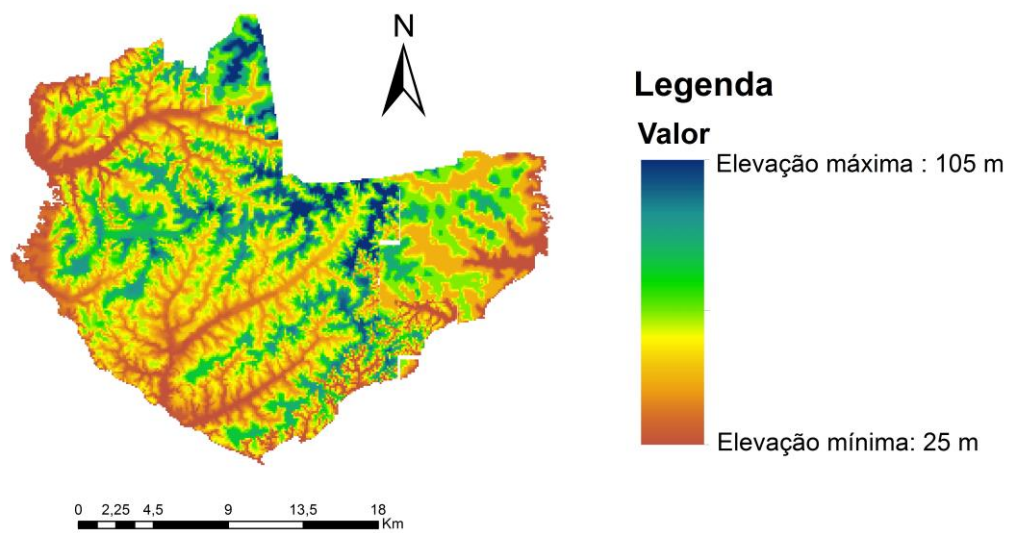 N
Legenda
Valor
Elevação máxima : 105 m
Elevação mínima: 25 m
0 2,25 4,5 9 13,5 18
Km